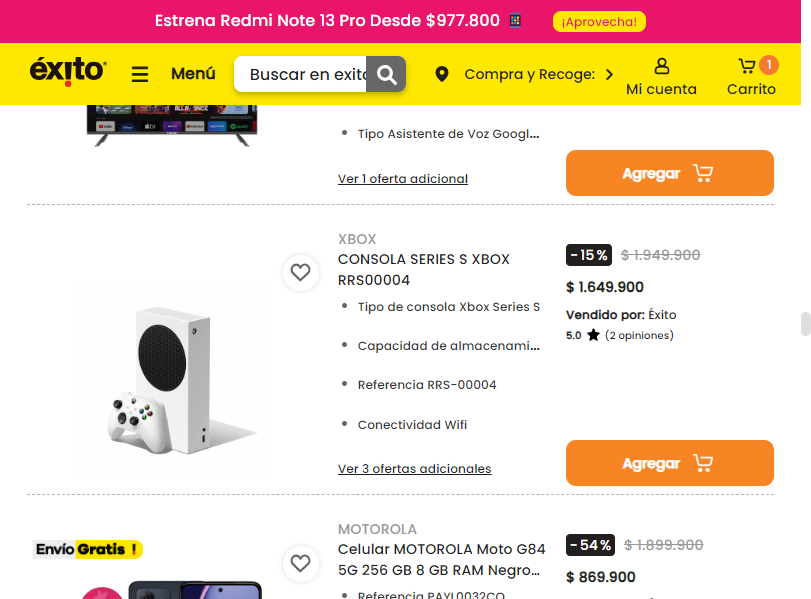 Estrena Redmi Note 13 Pro Desde $977.800
¡Aprovecha!
éxito
Menú
Buscar en exito
Compra y Recoge:
Mi cuenta
1
Carrito
Tipo Asistente de Voz Googl...
Ver 1 oferta adicional
Agregar
XBOX
CONSOLA SERIES S XBOX
RRS00004
Tipo de consola Xbox Series S
Capacidad de almacenami...
Referencia RRS-00004
Conectividad Wifi
Ver 3 ofertas adicionales
-15%
$ 1.949.900
$ 1.649.900
Vendido por: Éxito
5.0 ★ (2 opiniones)
Agregar
Envío Gratis !
MOTOROLA
Celular MOTOROLA Moto G84
5G 256 GB 8 GB RAM Negro...
Referencia PAYL0032CO
-54%
$ 1.899.900
$ 869.900